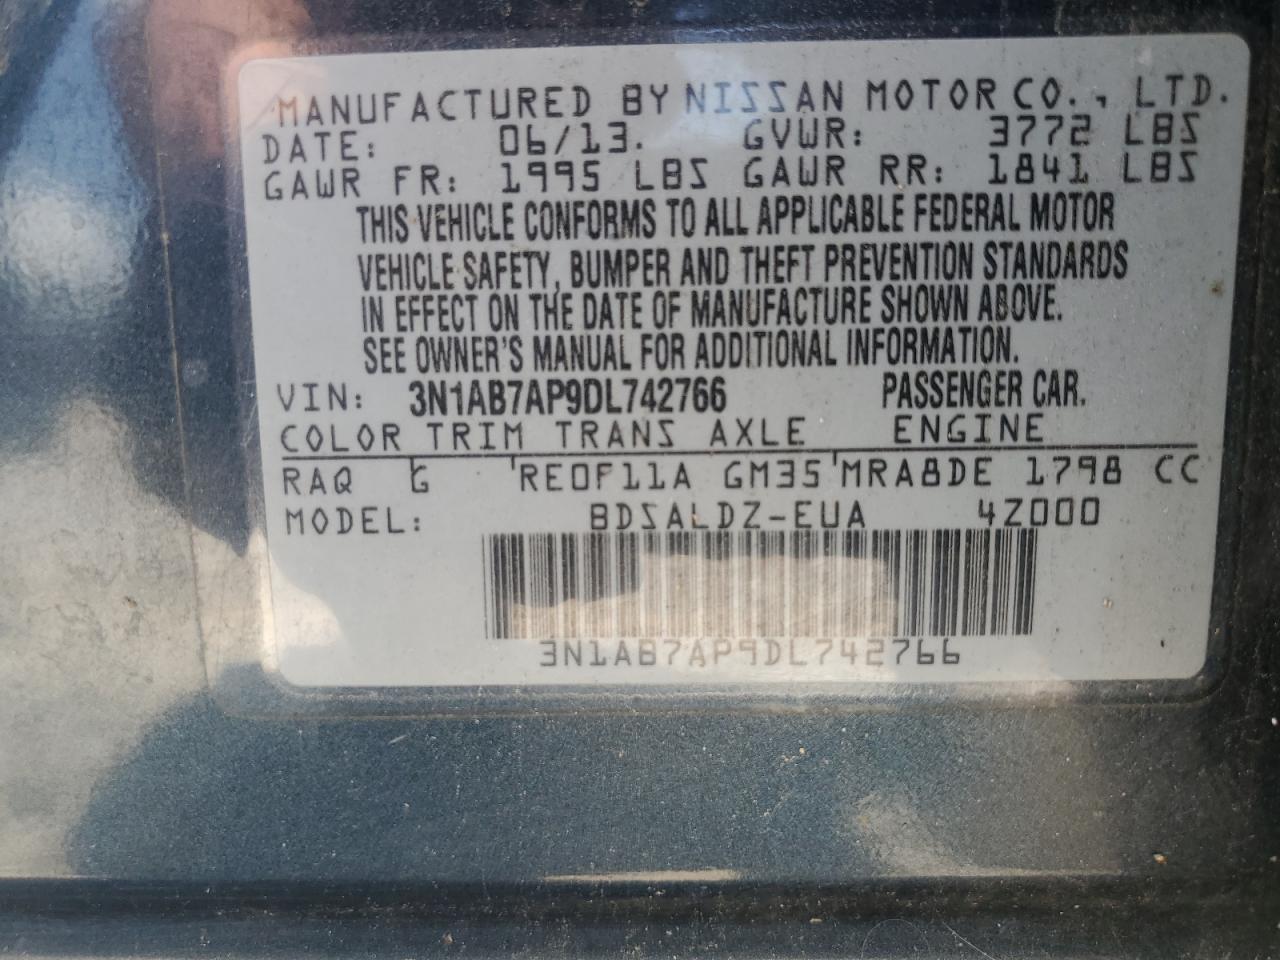 MANUFACTURED BY NISSAN MOTOR CO., LTD.
DATE: 06/13. GVWR: 3772 LBS
GAWR FR: 1995 LBS GAWR RR: 1841 LBS
THIS VEHICLE CONFORMS TO ALL APPLICABLE FEDERAL MOTOR
VEHICLE SAFETY, BUMPER AND THEFT PREVENTION STANDARDS
IN EFFECT ON THE DATE OF MANUFACTURE SHOWN ABOVE.
SEE OWNER'S MANUAL FOR ADDITIONAL INFORMATION.
VIN: 3N1AB7AP9DL742766 PASSENGER CAR.
COLOR TRIM TRANS AXLE ENGINE
RAQ G RE0F11A GM35 MRA8DE 1798 CC
MODEL: BDSALDZ-EUA 4Z000
3N1AB7AP9DL742766